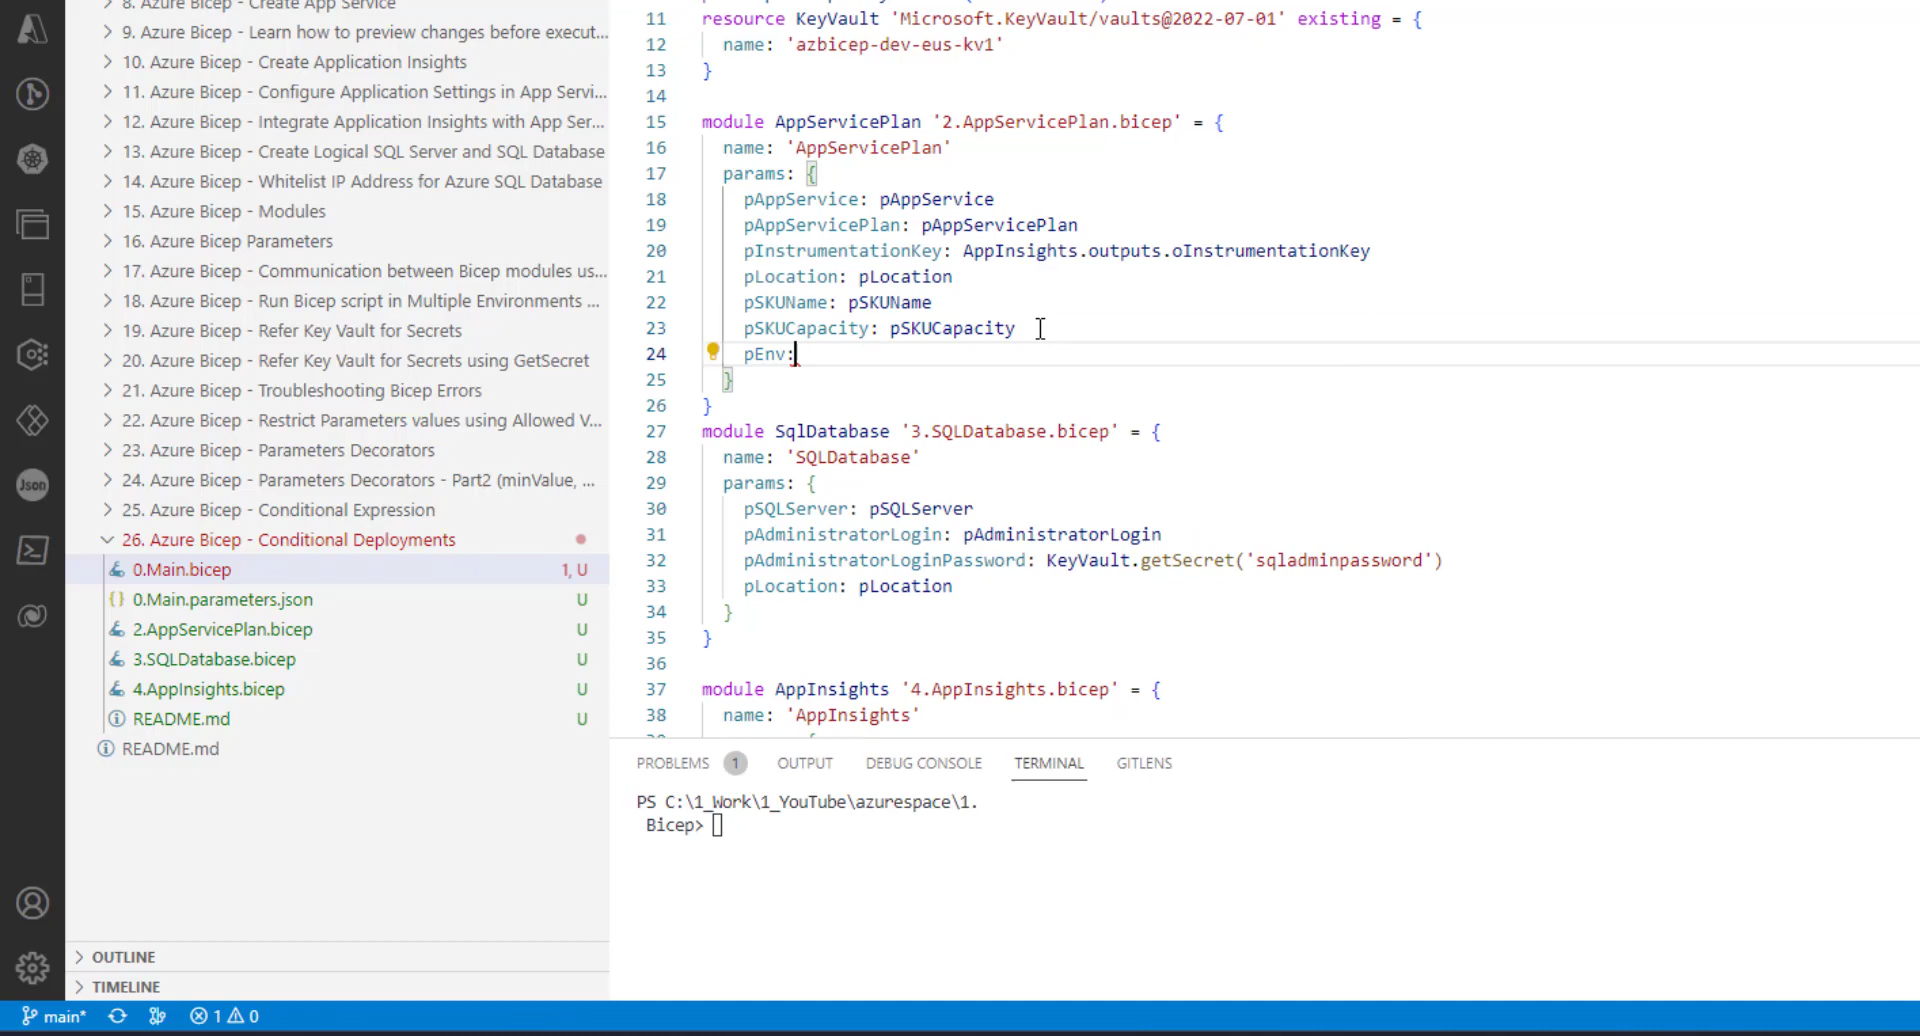 8. Azure Bicep - Create App Service
9. Azure Bicep - Learn how to preview changes before execut...
10. Azure Bicep - Create Application Insights
11. Azure Bicep - Configure Application Settings in App Servi...
12. Azure Bicep - Integrate Application Insights with App Ser...
13. Azure Bicep - Create Logical SQL Server and SQL Database
14. Azure Bicep - Whitelist IP Address for Azure SQL Database
15. Azure Bicep - Modules
16. Azure Bicep Parameters
17. Azure Bicep - Communication between Bicep modules us...
18. Azure Bicep - Run Bicep script in Multiple Environments ...
19. Azure Bicep - Refer Key Vault for Secrets
20. Azure Bicep - Refer Key Vault for Secrets using GetSecret
21. Azure Bicep - Troubleshooting Bicep Errors
22. Azure Bicep - Restrict Parameters values using Allowed V...
23. Azure Bicep - Parameters Decorators
24. Azure Bicep - Parameters Decorators - Part2 (minValue, ...
25. Azure Bicep - Conditional Expression
26. Azure Bicep - Conditional Deployments
0.Main.bicep 1, U
{} 0.Main.parameters.json U
2.AppServicePlan.bicep U
3.SQLDatabase.bicep U
4.AppInsights.bicep U
README.md U
README.md
OUTLINE
TIMELINE
Json
11 resource KeyVault 'Microsoft.KeyVault/vaults@2022-07-01' existing = {
12 name: 'azbicep-dev-eus-kv1'
13 }
14
15 module AppServicePlan '2.AppServicePlan.bicep' = {
16 name: 'AppServicePlan'
17 params: {
18 pAppService: pAppService
19 pAppServicePlan: pAppServicePlan
20 pInstrumentationKey: AppInsights.outputs.oInstrumentationKey
21 pLocation: pLocation
22 pSKUName: pSKUName
23 pSKUCapacity: pSKUCapacity
24 pEnv:
25 }
26 }
27 module SqlDatabase '3.SQLDatabase.bicep' = {
28 name: 'SQLDatabase'
29 params: {
30 pSQLServer: pSQLServer
31 pAdministratorLogin: pAdministratorLogin
32 pAdministratorLoginPassword: KeyVault.getSecret('sqladminpassword')
33 pLocation: pLocation
34 }
35 }
36
37 module AppInsights '4.AppInsights.bicep' = {
38 name: 'AppInsights'
PROBLEMS 1 OUTPUT DEBUG CONSOLE TERMINAL GITLENS
PS C:\1_Work\1_YouTube\azurespace\1.
Bicep>
main* 1 0